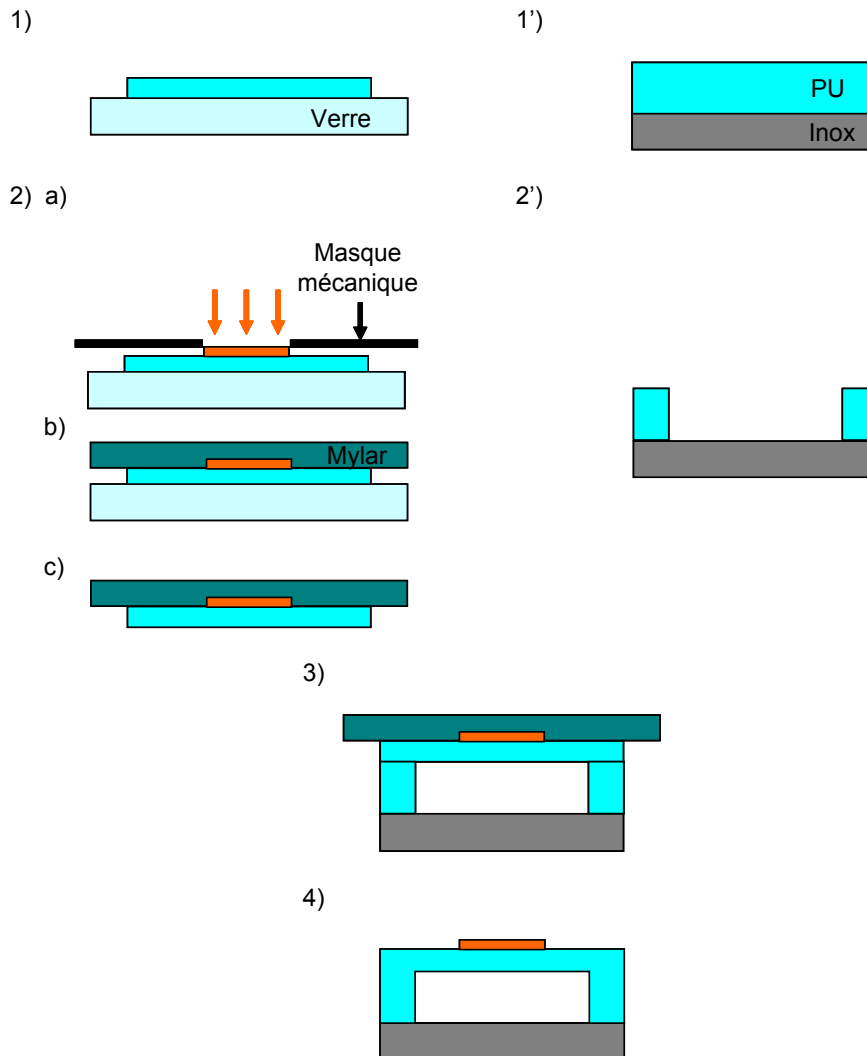 1)
1')
Verre
PU
Inox
2) a)
2')
Masque
mécanique
b)
Mylar
c)
3)
4)